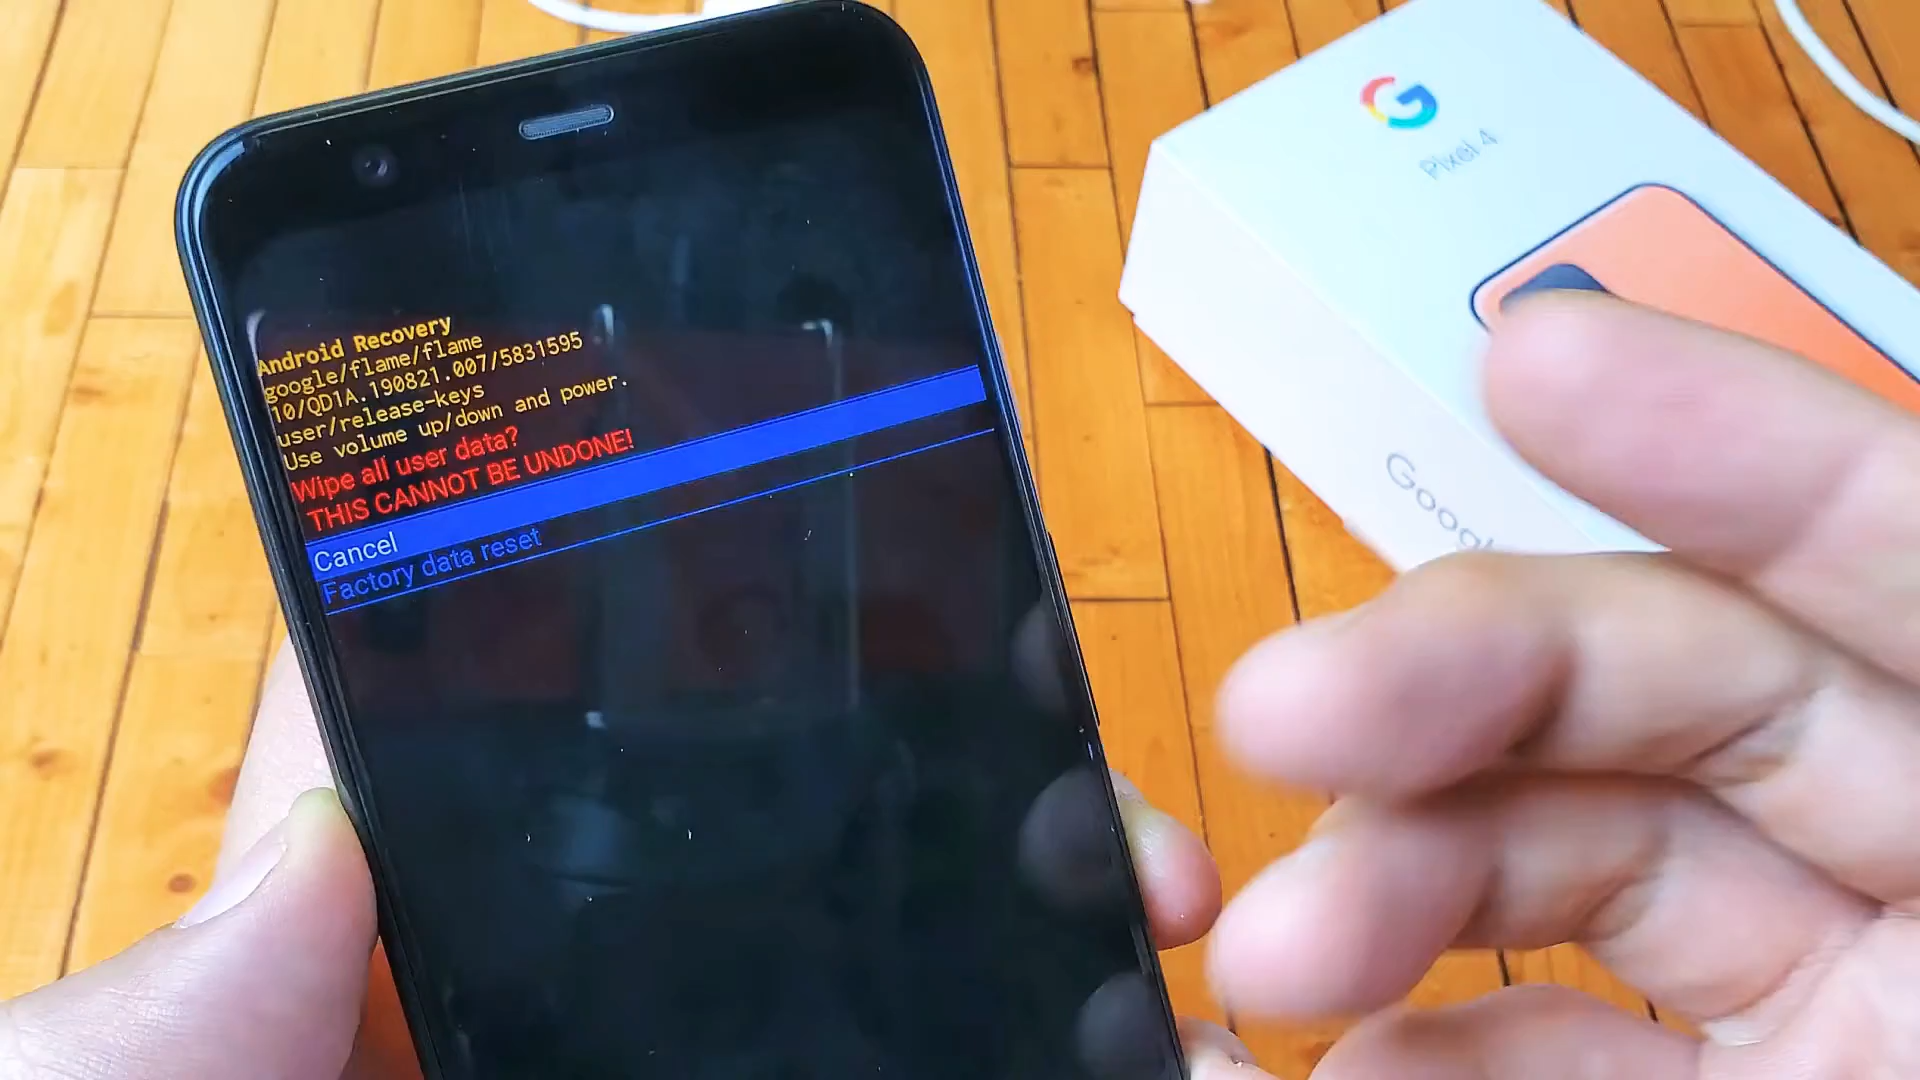 Android Recovery
google/flame/flame
10/QD1A.190821.007/5831595
user/release-keys
Use volume up/down and power.
Wipe all user data?
THIS CANNOT BE UNDONE!
Cancel
Factory data reset
G
Pixel 4
Google